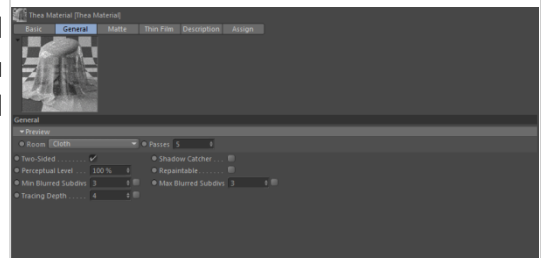 Thea Material [Thea Material]
Basic General Matte Thin Film Description Assign
General
Preview
Room Cloth Passes 5
Two-Sided . . . . . . . . ✔ Shadow Catcher . . .
Perceptual Level . . . . 100 % Repaintable . . . . . . .
Min Blurred Subdivs 3 Max Blurred Subdivs 3
Tracing Depth . . . . . 4